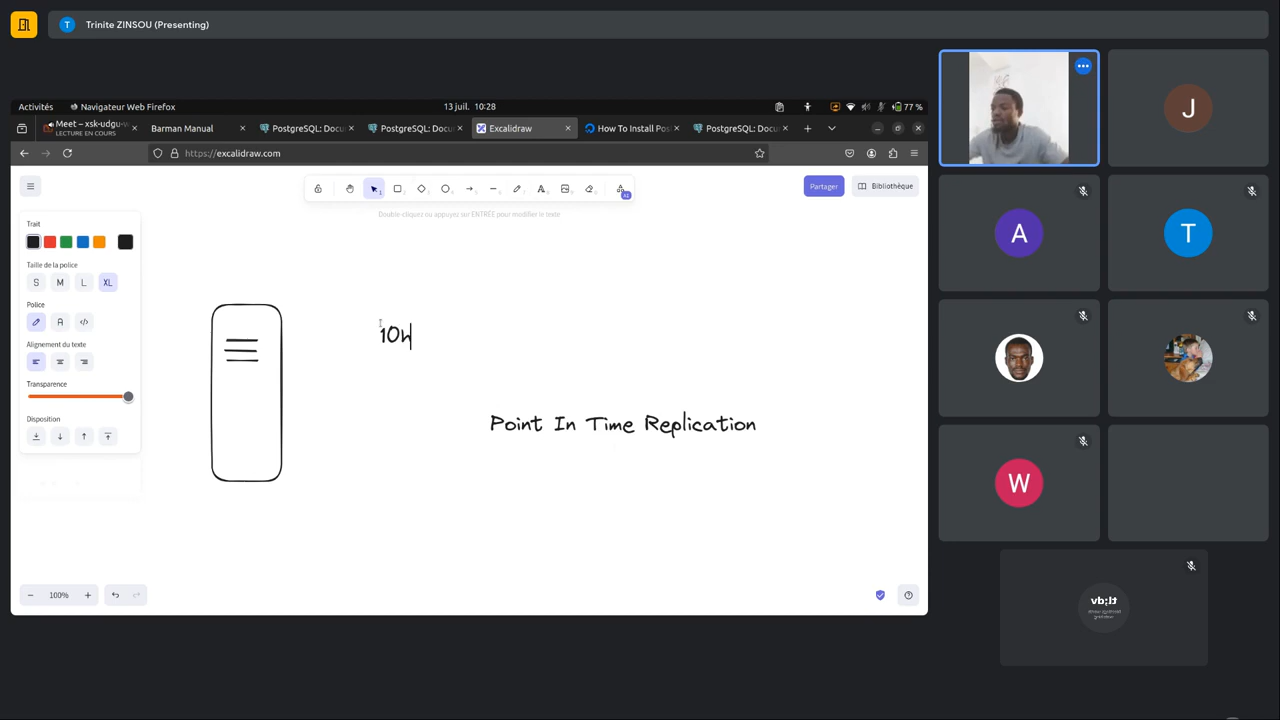 Trinite ZINSOU (Presenting)
Activités
Navigateur Web Firefox
13 juil. 10:28
77 %
Meet – xsk-udgu-w
LECTURE EN COURS
Barman Manual
PostgreSQL: Docu
PostgreSQL: Docum
Excalidraw
How To Install Pos
PostgreSQL: Docu
https://excalidraw.com
Partager
Bibliothèque
Double-cliquez ou appuyez sur ENTRÉE pour modifier le texte
Trait
Taille de la police
S M L XL
Police
A
Alignement du texte
Transparence
Disposition
10h
Point In Time Replication
100%
J
A
T
W